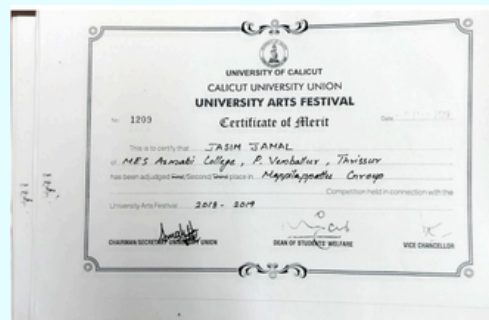 UNIVERSITY OF CALICUT
CALICUT UNIVERSITY UNION
UNIVERSITY ARTS FESTIVAL
No. 1209 Certificate of Merit Date
This is to certify that JASIM JAMAL
of MES Asmabi College, P. Vemballur, Thrissur
has been adjudged First/Second/Third place in Mappilappattu Group
Competition held in connection with the
University Arts Festival 2018 - 2019
CHAIRMAN/SECRETARY UNIVERSITY UNION DEAN OF STUDENTS' WELFARE VICE CHANCELLOR